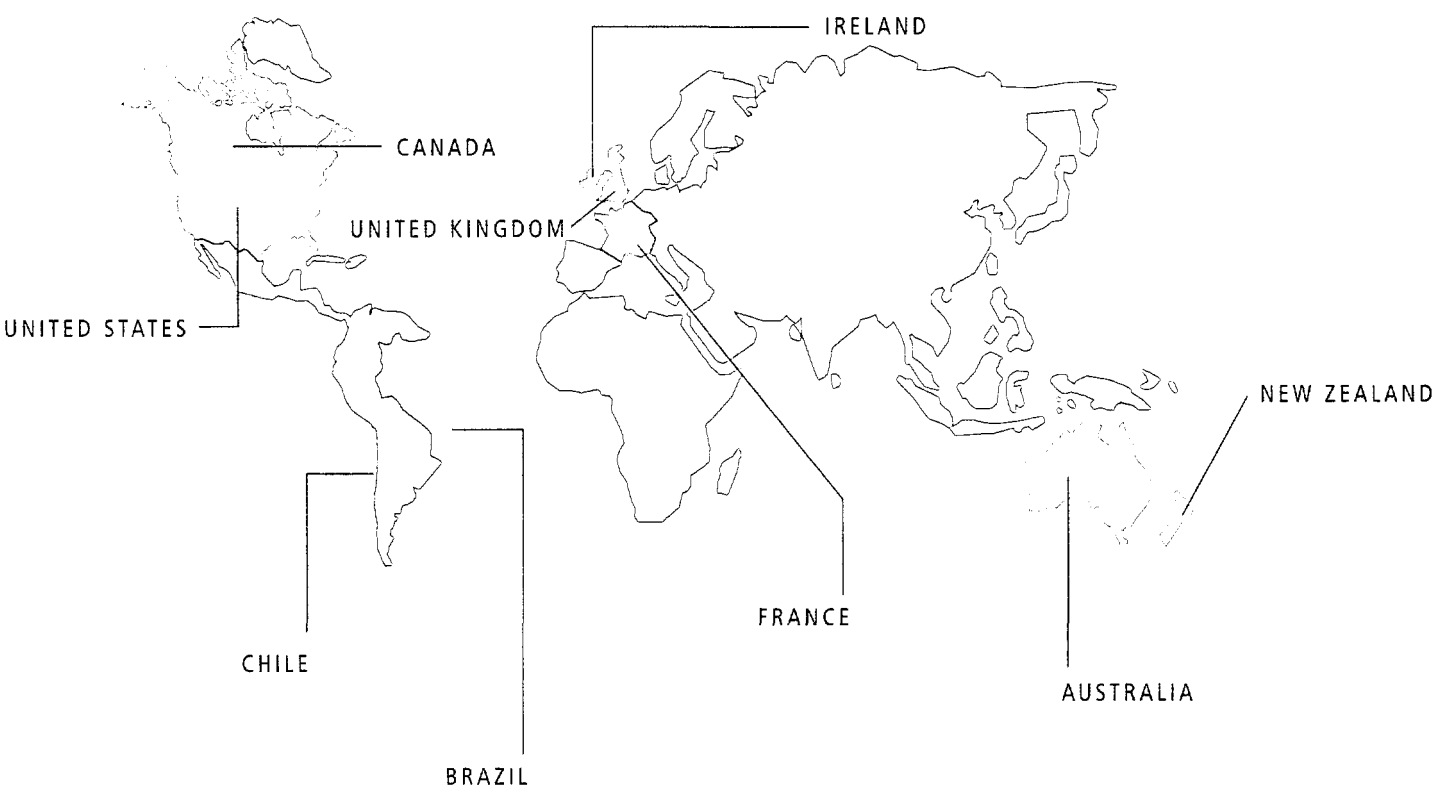 IRELAND
CANADA
UNITED KINGDOM
UNITED STATES
NEW ZEALAND
FRANCE
CHILE
AUSTRALIA
BRAZIL